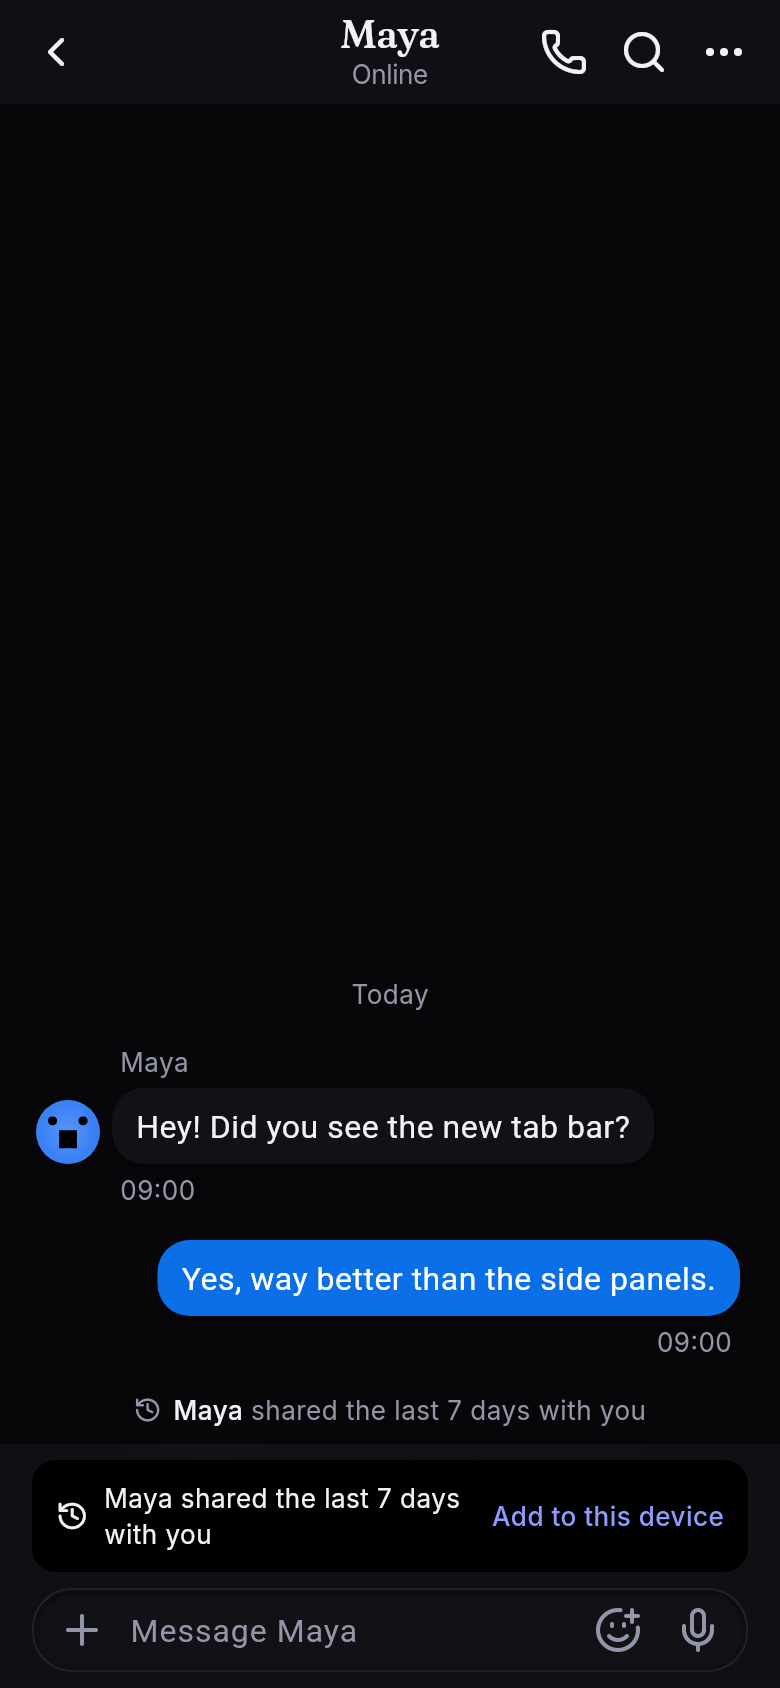 Maya
Online
Today
Maya
Hey! Did you see the new tab bar?
09:00
Yes, way better than the side panels.
09:00
Maya shared the last 7 days with you
Maya shared the last 7 days
with you
Add to this device
Message Maya